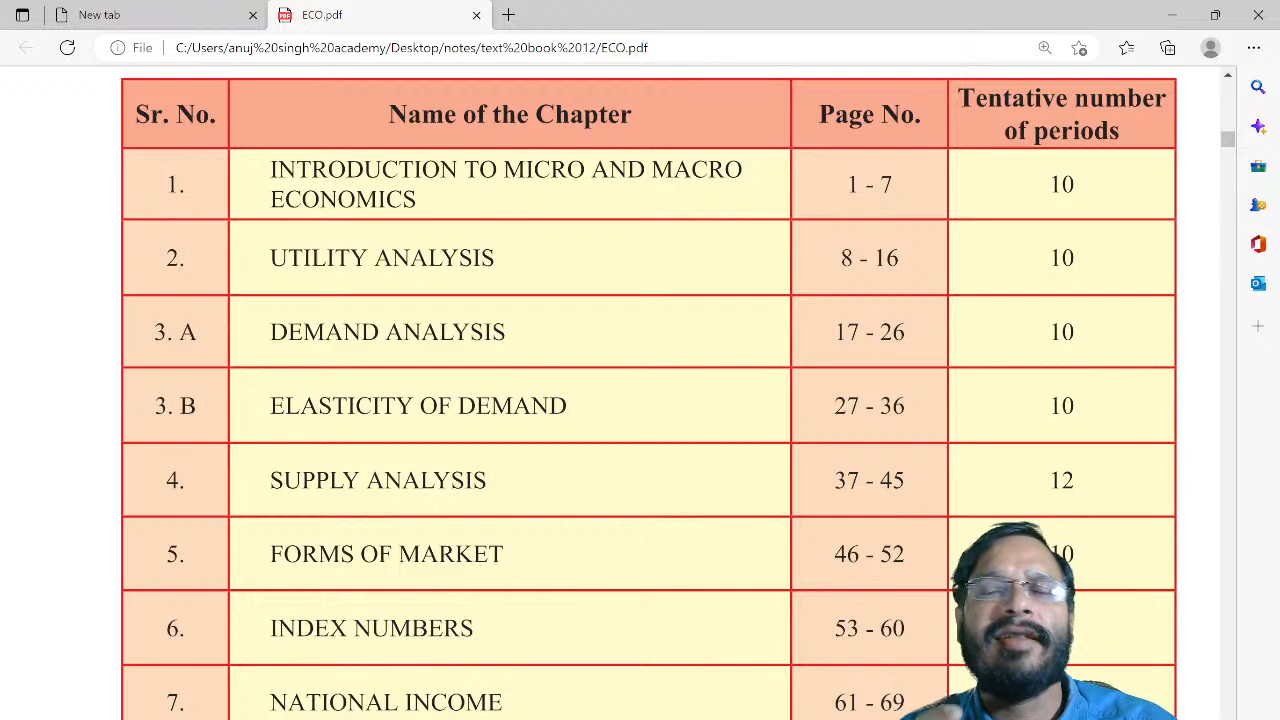 New tab
ECO.pdf
File C:/Users/anuj%20singh%20academy/Desktop/notes/text%20book%2012/ECO.pdf
Sr. No. Name of the Chapter Page No. Tentative number of periods
1. INTRODUCTION TO MICRO AND MACRO ECONOMICS 1 - 7 10
2. UTILITY ANALYSIS 8 - 16 10
3. A DEMAND ANALYSIS 17 - 26 10
3. B ELASTICITY OF DEMAND 27 - 36 10
4. SUPPLY ANALYSIS 37 - 45 12
5. FORMS OF MARKET 46 - 52 10
6. INDEX NUMBERS 53 - 60
7. NATIONAL INCOME 61 - 69